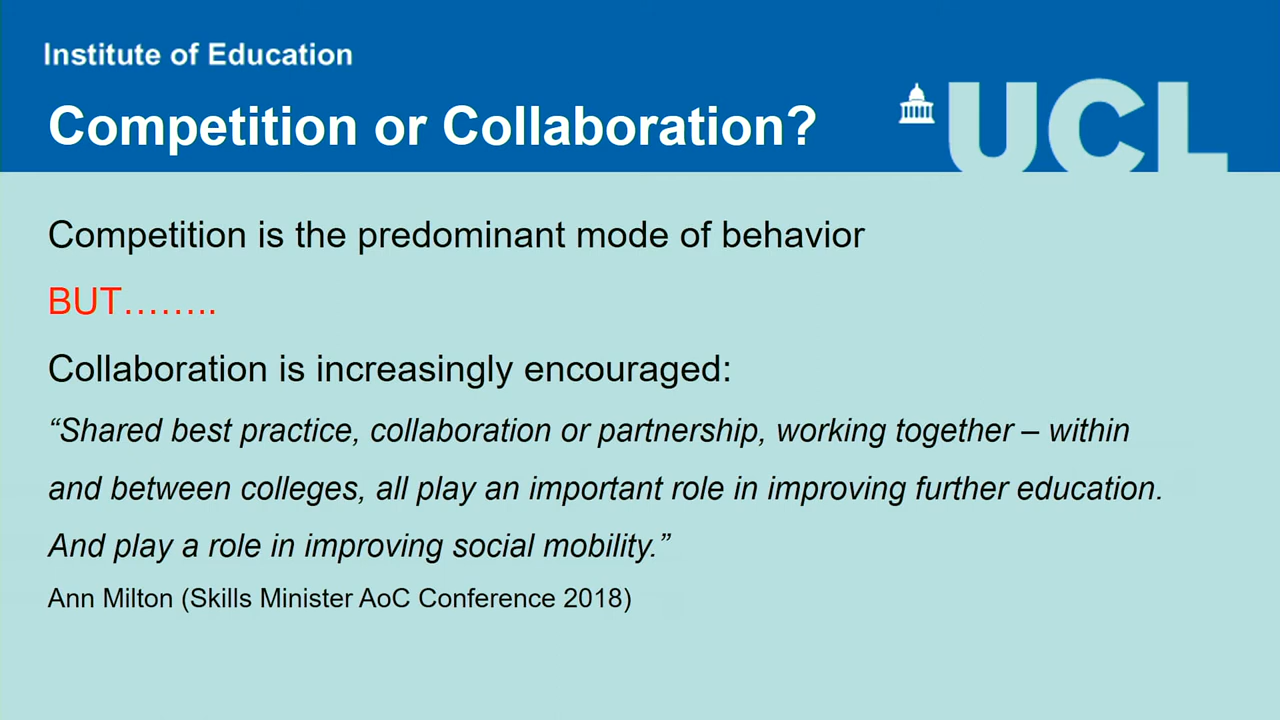 Institute of Education
Competition or Collaboration?
UCL
Competition is the predominant mode of behavior
BUT……..
Collaboration is increasingly encouraged:
“Shared best practice, collaboration or partnership, working together – within
and between colleges, all play an important role in improving further education.
And play a role in improving social mobility.”
Ann Milton (Skills Minister AoC Conference 2018)